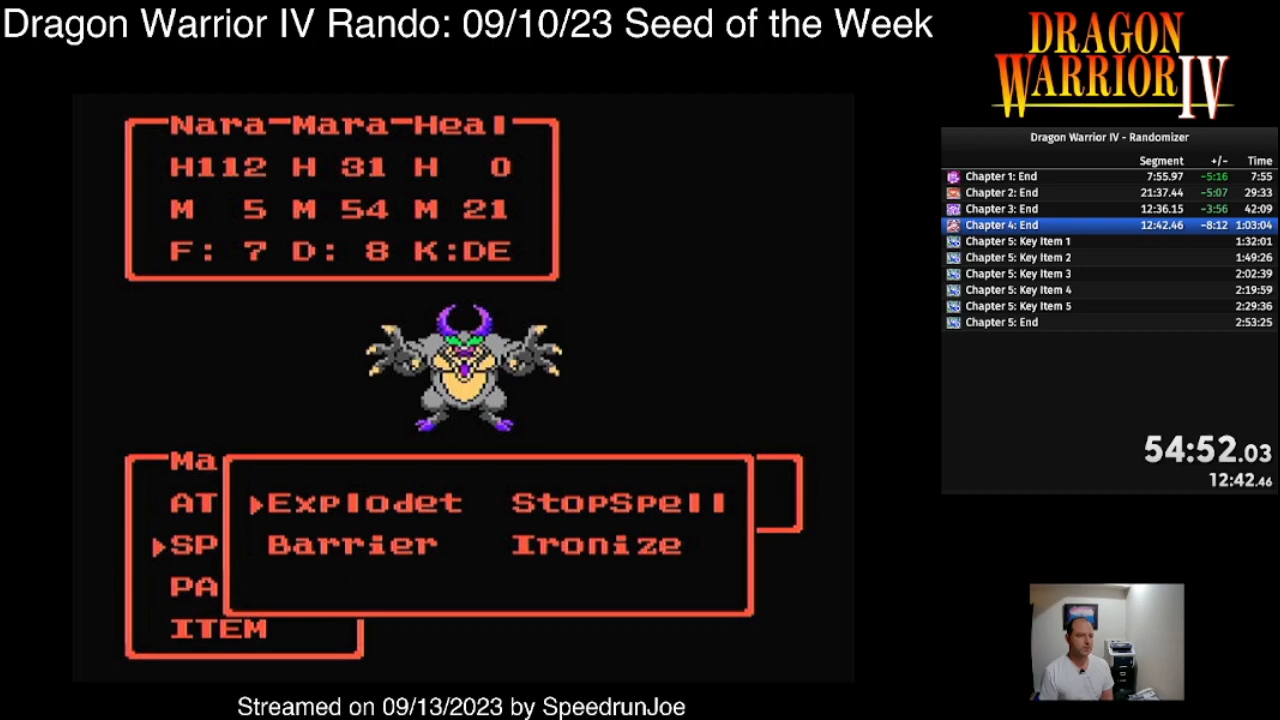 Dragon Warrior IV Rando: 09/10/23 Seed of the Week
DRAGON
WARRIOR IV
Nara Mara Heal
H112 H 31 H 0
M 5 M 54 M 21
F: 7 D: 8 K:DE
Ma
AT
SP
PA
ITEM
Explodet StopSpell
Barrier Ironize
Dragon Warrior IV - Randomizer
Segment +/- Time
Chapter 1: End 7:55.97 -5:16 7:55
Chapter 2: End 21:37.44 -5:07 29:33
Chapter 3: End 12:36.15 -3:56 42:09
Chapter 4: End 12:42.46 -8:12 1:03:04
Chapter 5: Key Item 1 1:32:01
Chapter 5: Key Item 2 1:49:26
Chapter 5: Key Item 3 2:02:39
Chapter 5: Key Item 4 2:19:59
Chapter 5: Key Item 5 2:29:36
Chapter 5: End 2:53:25
54:52.03
12:42.46
Streamed on 09/13/2023 by SpeedrunJoe